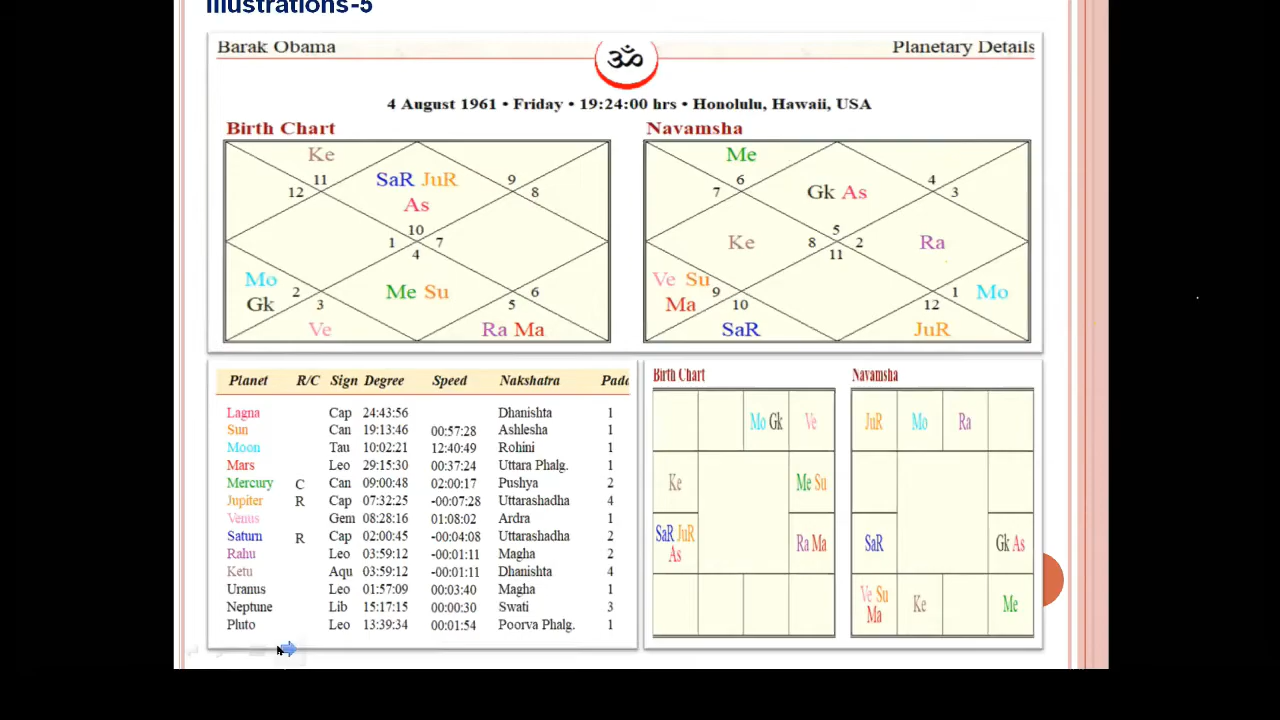 Illustrations-5
Barak Obama
ॐ
Planetary Details
4 August 1961 • Friday • 19:24:00 hrs • Honolulu, Hawaii, USA
Birth Chart
Ke
SaR JuR
As
11
12
9
8
10
1
7
4
Mo
Gk
2
3
Me Su
6
5
Ve
Ra Ma
Navamsha
Me
Gk As
6
7
4
3
5
Ke
8
2
11
Ra
Ve Su
Ma
9
10
1
12
Mo
SaR
JuR
Planet R/C Sign Degree Speed Nakshatra Pada
Lagna Cap 24:43:56 Dhanishta 1
Sun Can 19:13:46 00:57:28 Ashlesha 1
Moon Tau 10:02:21 12:40:49 Rohini 1
Mars Leo 29:15:30 00:37:24 Uttara Phalg. 1
Mercury C Can 09:00:48 02:00:17 Pushya 2
Jupiter R Cap 07:32:25 -00:07:28 Uttarashadha 4
Venus Gem 08:28:16 01:08:02 Ardra 1
Saturn R Cap 02:00:45 -00:04:08 Uttarashadha 2
Rahu Leo 03:59:12 -00:01:11 Magha 2
Ketu Aqu 03:59:12 -00:01:11 Dhanishta 4
Uranus Leo 01:57:09 00:03:40 Magha 1
Neptune Lib 15:17:15 00:00:30 Swati 3
Pluto Leo 13:39:34 00:01:54 Poorva Phalg. 1
Birth Chart
Mo Gk Ve
Ke Me Su
SaR JuR
As
Ra Ma
Navamsha
JuR Mo Ra
SaR Gk As
Ve Su
Ma
Ke Me